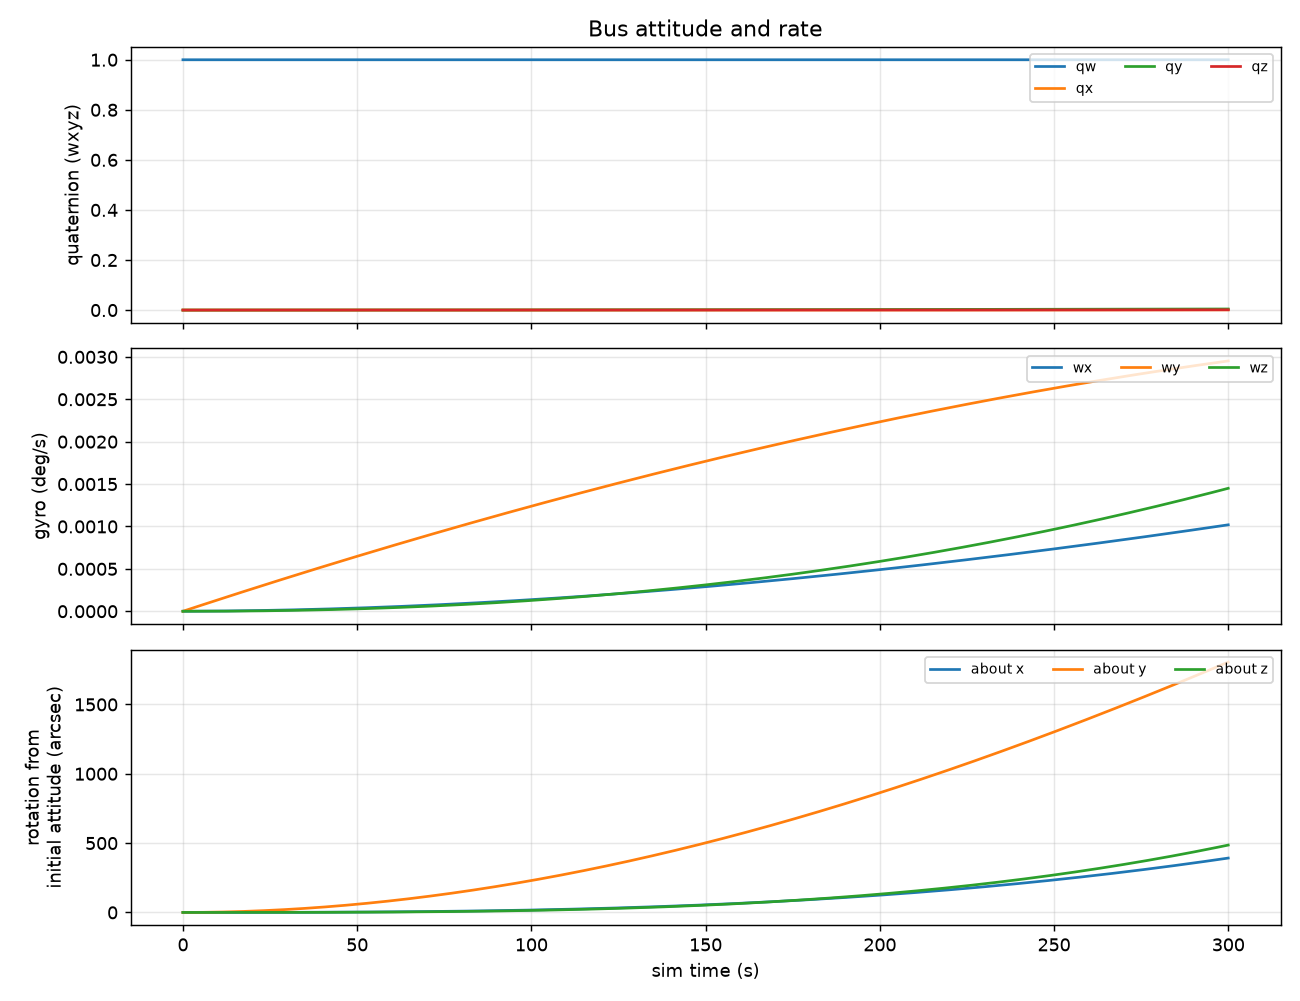 Bus attitude and rate
quaternion (wxyz)
1.0
0.8
0.6
0.4
0.2
0.0
qw qy qz
qx
gyro (deg/s)
0.0030
0.0025
0.0020
0.0015
0.0010
0.0005
0.0000
wx wy wz
rotation from
initial attitude (arcsec)
1500
1000
500
0
about x about y about z
0 50 100 150 200 250 300
sim time (s)